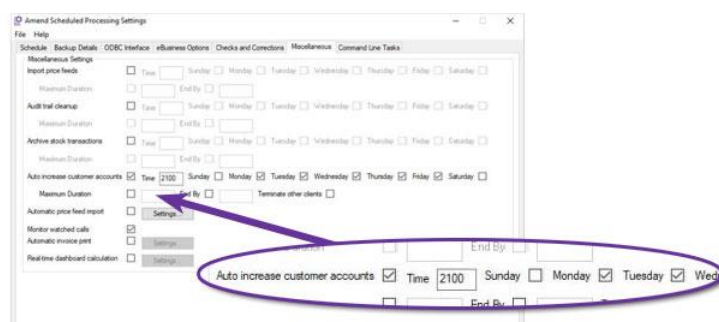 Amend Scheduled Processing Settings
File Help
Schedule Backup Details ODBC Interface eBusiness Options Checks and Corrections Miscellaneous Command Line Tasks
Miscellaneous Settings
Import price feeds Time Sunday Monday Tuesday Wednesday Thursday Friday Saturday
Maximum Duration End By
Audit trail cleanup Time Sunday Monday Tuesday Wednesday Thursday Friday Saturday
Maximum Duration End By
Archive stock transactions Time Sunday Monday Tuesday Wednesday Thursday Friday Saturday
Maximum Duration End By
Auto increase customer accounts Time 2100 Sunday Monday Tuesday Wednesday Thursday Friday Saturday
Maximum Duration End By Terminate other clients
Automatic price feed import Settings...
Monitor watched calls
Automatic invoice print Settings...
Real-time dashboard calculation Settings...
End By
Auto increase customer accounts Time 2100 Sunday Monday Tuesday Wed
End By